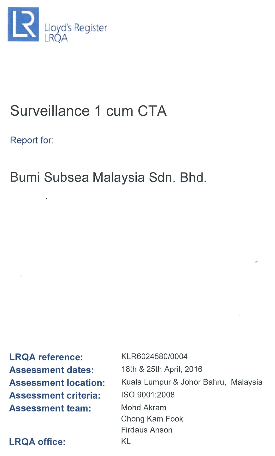 LR
Lloyd's Register
LRQA
Surveillance 1 cum CTA
Report for:
Bumi Subsea Malaysia Sdn. Bhd.
LRQA reference: KLR6024580/0004
Assessment dates: 18th & 25th April, 2016
Assessment location: Kuala Lumpur & Johor Bahru, Malaysia
Assessment criteria: ISO 9001:2008
Assessment team: Mohd Akram
Chong Kam Fook
Firdaus Anson
LRQA office: KL